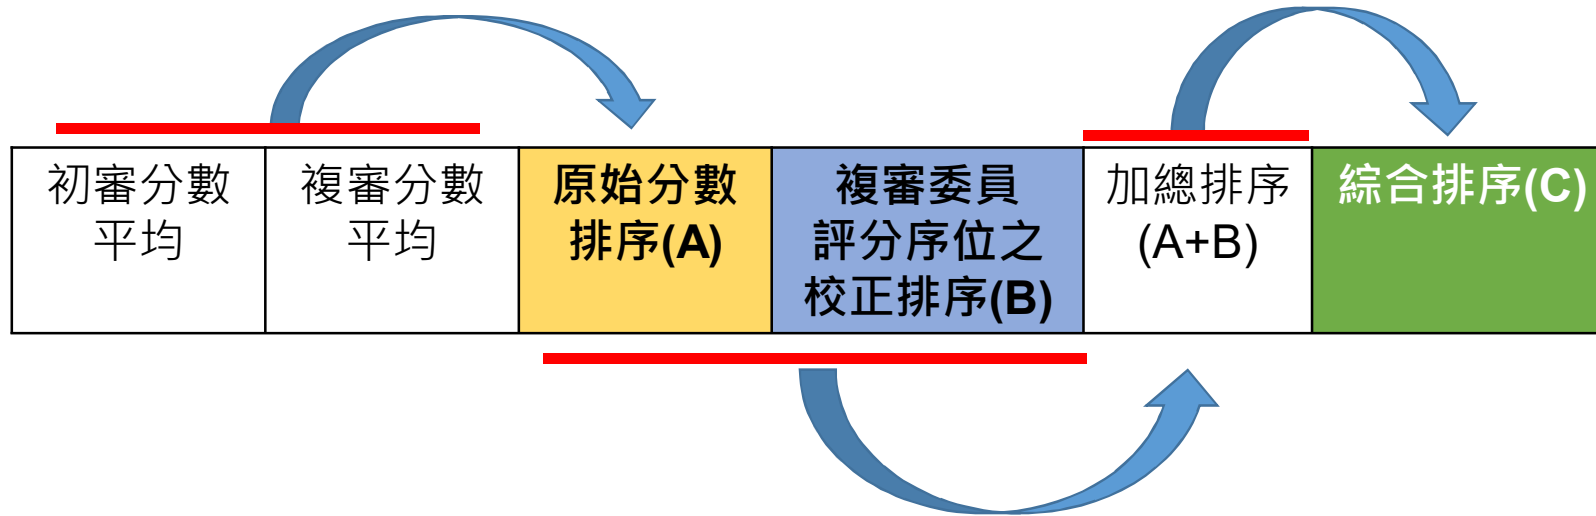 初審分數
平均
複審分數
平均
原始分數
排序(A)
複審委員
評分序位之
校正排序(B)
加總排序
(A+B)
綜合排序(C)